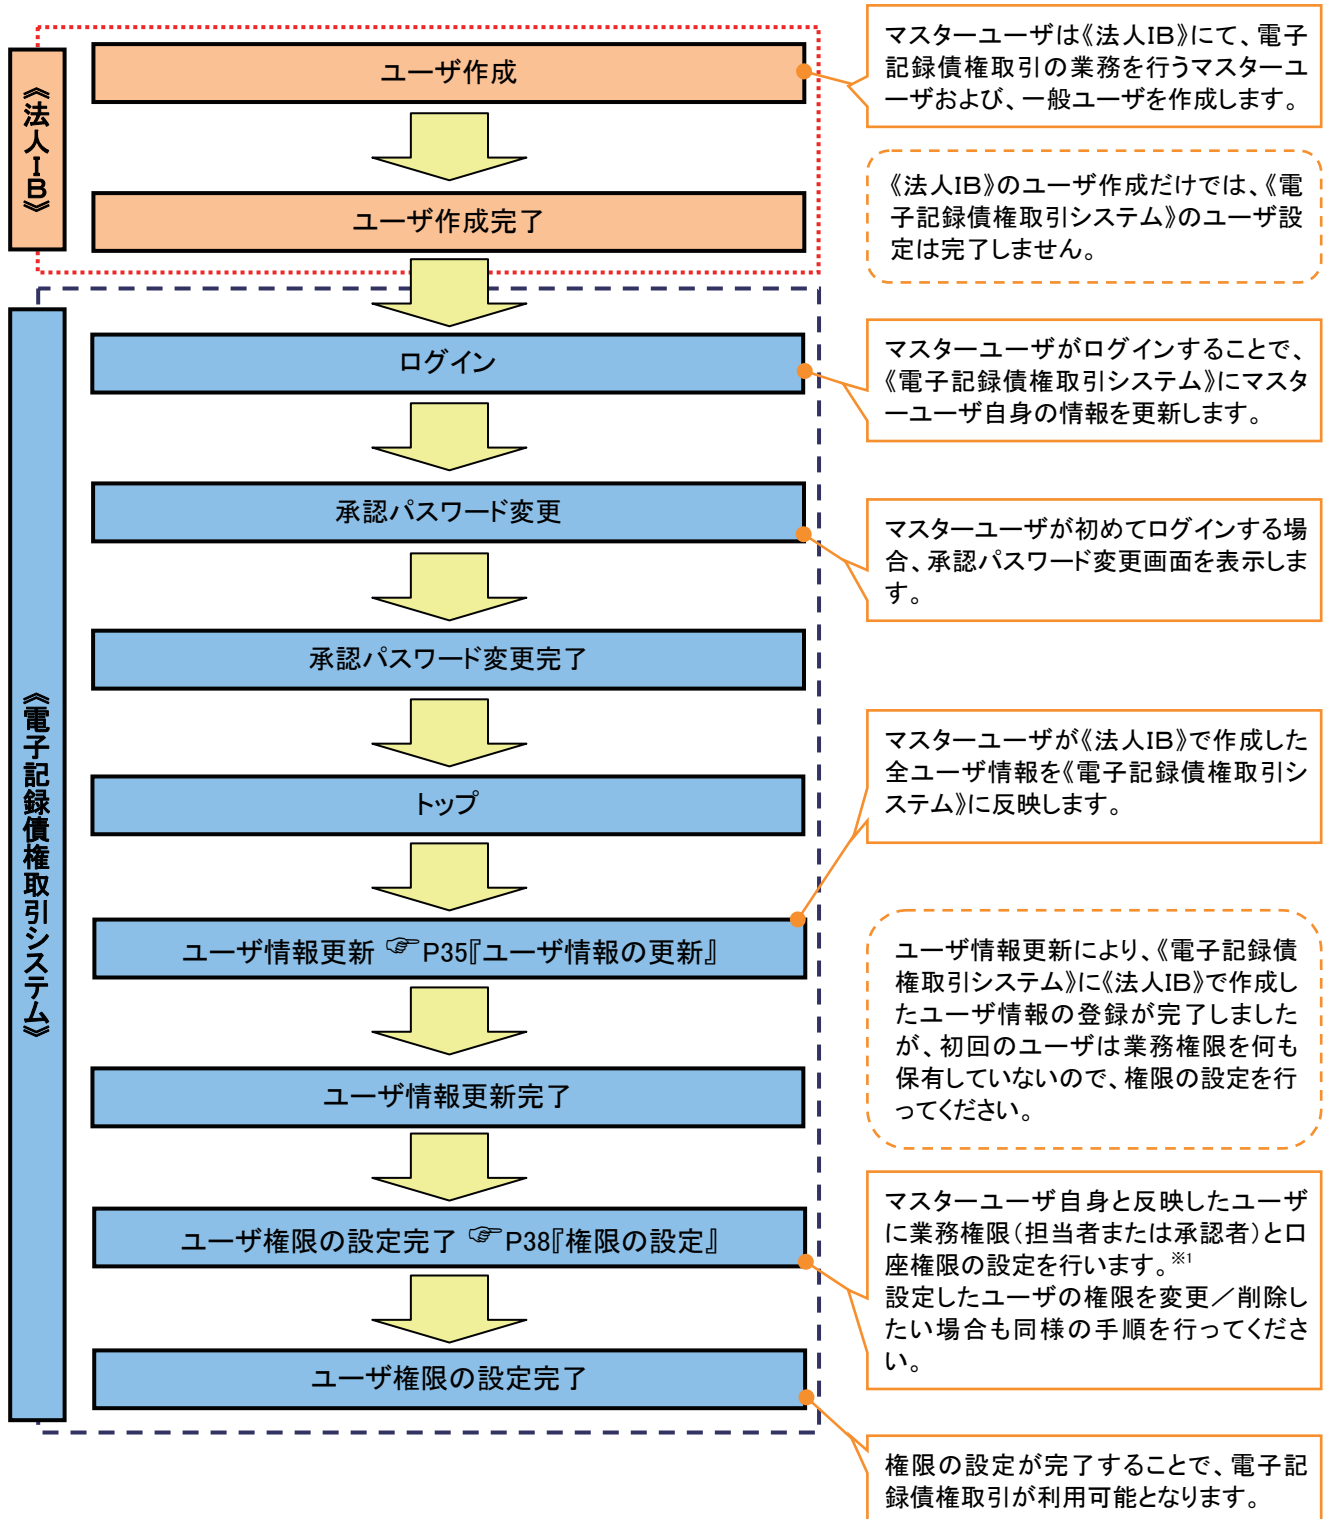 《法人IB》
ユーザ作成
マスターユーザは《法人IB》にて、電子
記録債権取引の業務を行うマスターユ
ーザおよび、一般ユーザを作成します。
《法人IB》のユーザ作成だけでは、《電
子記録債権取引システム》のユーザ設
定は完了しません。
ユーザ作成完了
《電子記録債権取引システム》
ログイン
マスターユーザがログインすることで、
《電子記録債権取引システム》にマスタ
ーユーザ自身の情報を更新します。
承認パスワード変更
マスターユーザが初めてログインする場
合、承認パスワード変更画面を表示しま
す。
承認パスワード変更完了
トップ
マスターユーザが《法人IB》で作成した
全ユーザ情報を《電子記録債権取引シ
ステム》に反映します。
ユーザ情報更新 ☞P35『ユーザ情報の更新』
ユーザ情報更新により、《電子記録債
権取引システム》に《法人IB》で作成し
たユーザ情報の登録が完了しました
が、初回のユーザは業務権限を何も
保有していないので、権限の設定を行
ってください。
ユーザ情報更新完了
ユーザ権限の設定完了 ☞P38『権限の設定』
マスターユーザ自身と反映したユーザ
に業務権限（担当者または承認者）と口
座権限の設定を行います。※1
設定したユーザの権限を変更／削除し
たい場合も同様の手順を行ってくださ
い。
ユーザ権限の設定完了
権限の設定が完了することで、電子記
録債権取引が利用可能となります。